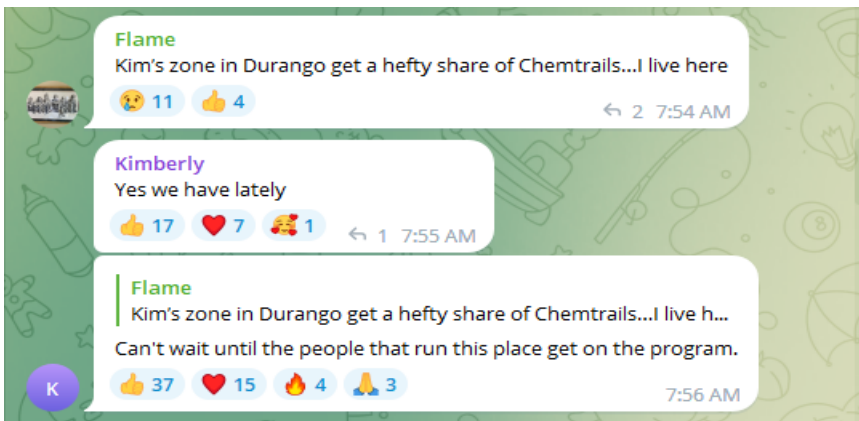 Flame
Kim's zone in Durango get a hefty share of Chemtrails...I live here
😢 11 👍 4 2 7:54 AM
Kimberly
Yes we have lately
👍 17 ❤️ 7 🥰 1 1 7:55 AM
Flame
Kim's zone in Durango get a hefty share of Chemtrails...I live h...
Can't wait until the people that run this place get on the program.
K 👍 37 ❤️ 15 🔥 4 🙏 3 7:56 AM